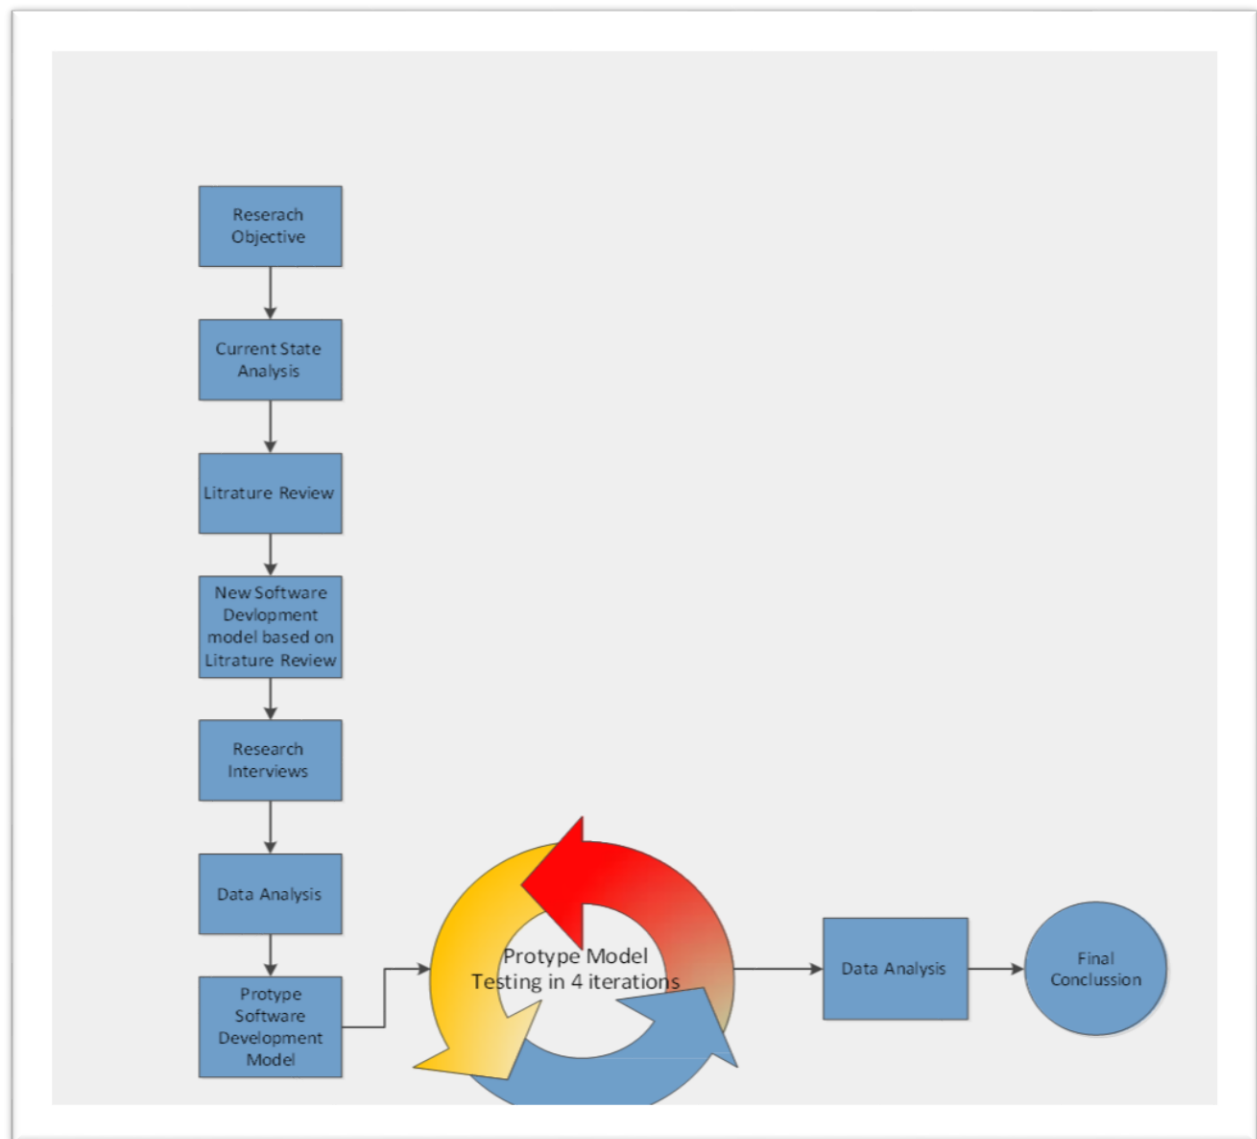 Reserach
Objective
Current State
Analysis
Litrature Review
New Software
Devlopment
model based on
Litrature Review
Research
Interviews
Data Analysis
Protype
Software
Development
Model
Protype Model
Testing in 4 iterations
Data Analysis
Final
Conclussion